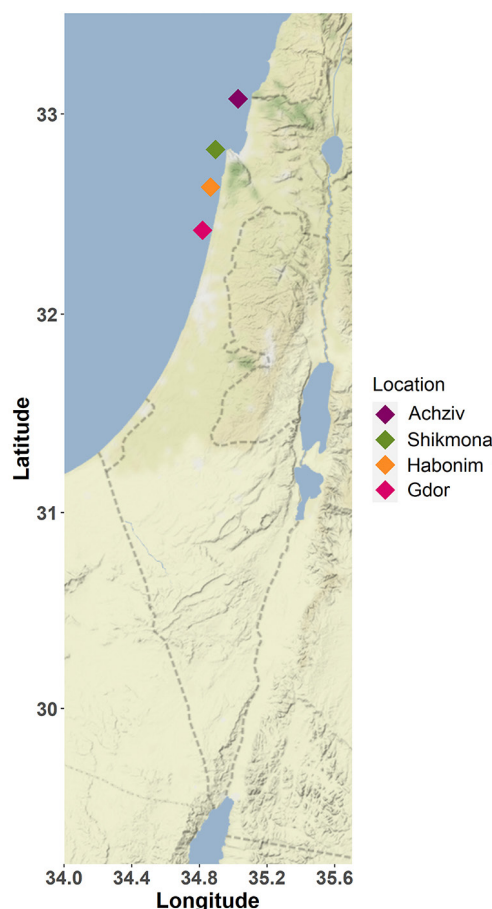 33
32
31
30
Latitude
34.0 34.4 34.8 35.2 35.6
Longitude
Location
Achziv
Shikmona
Habonim
Gdor